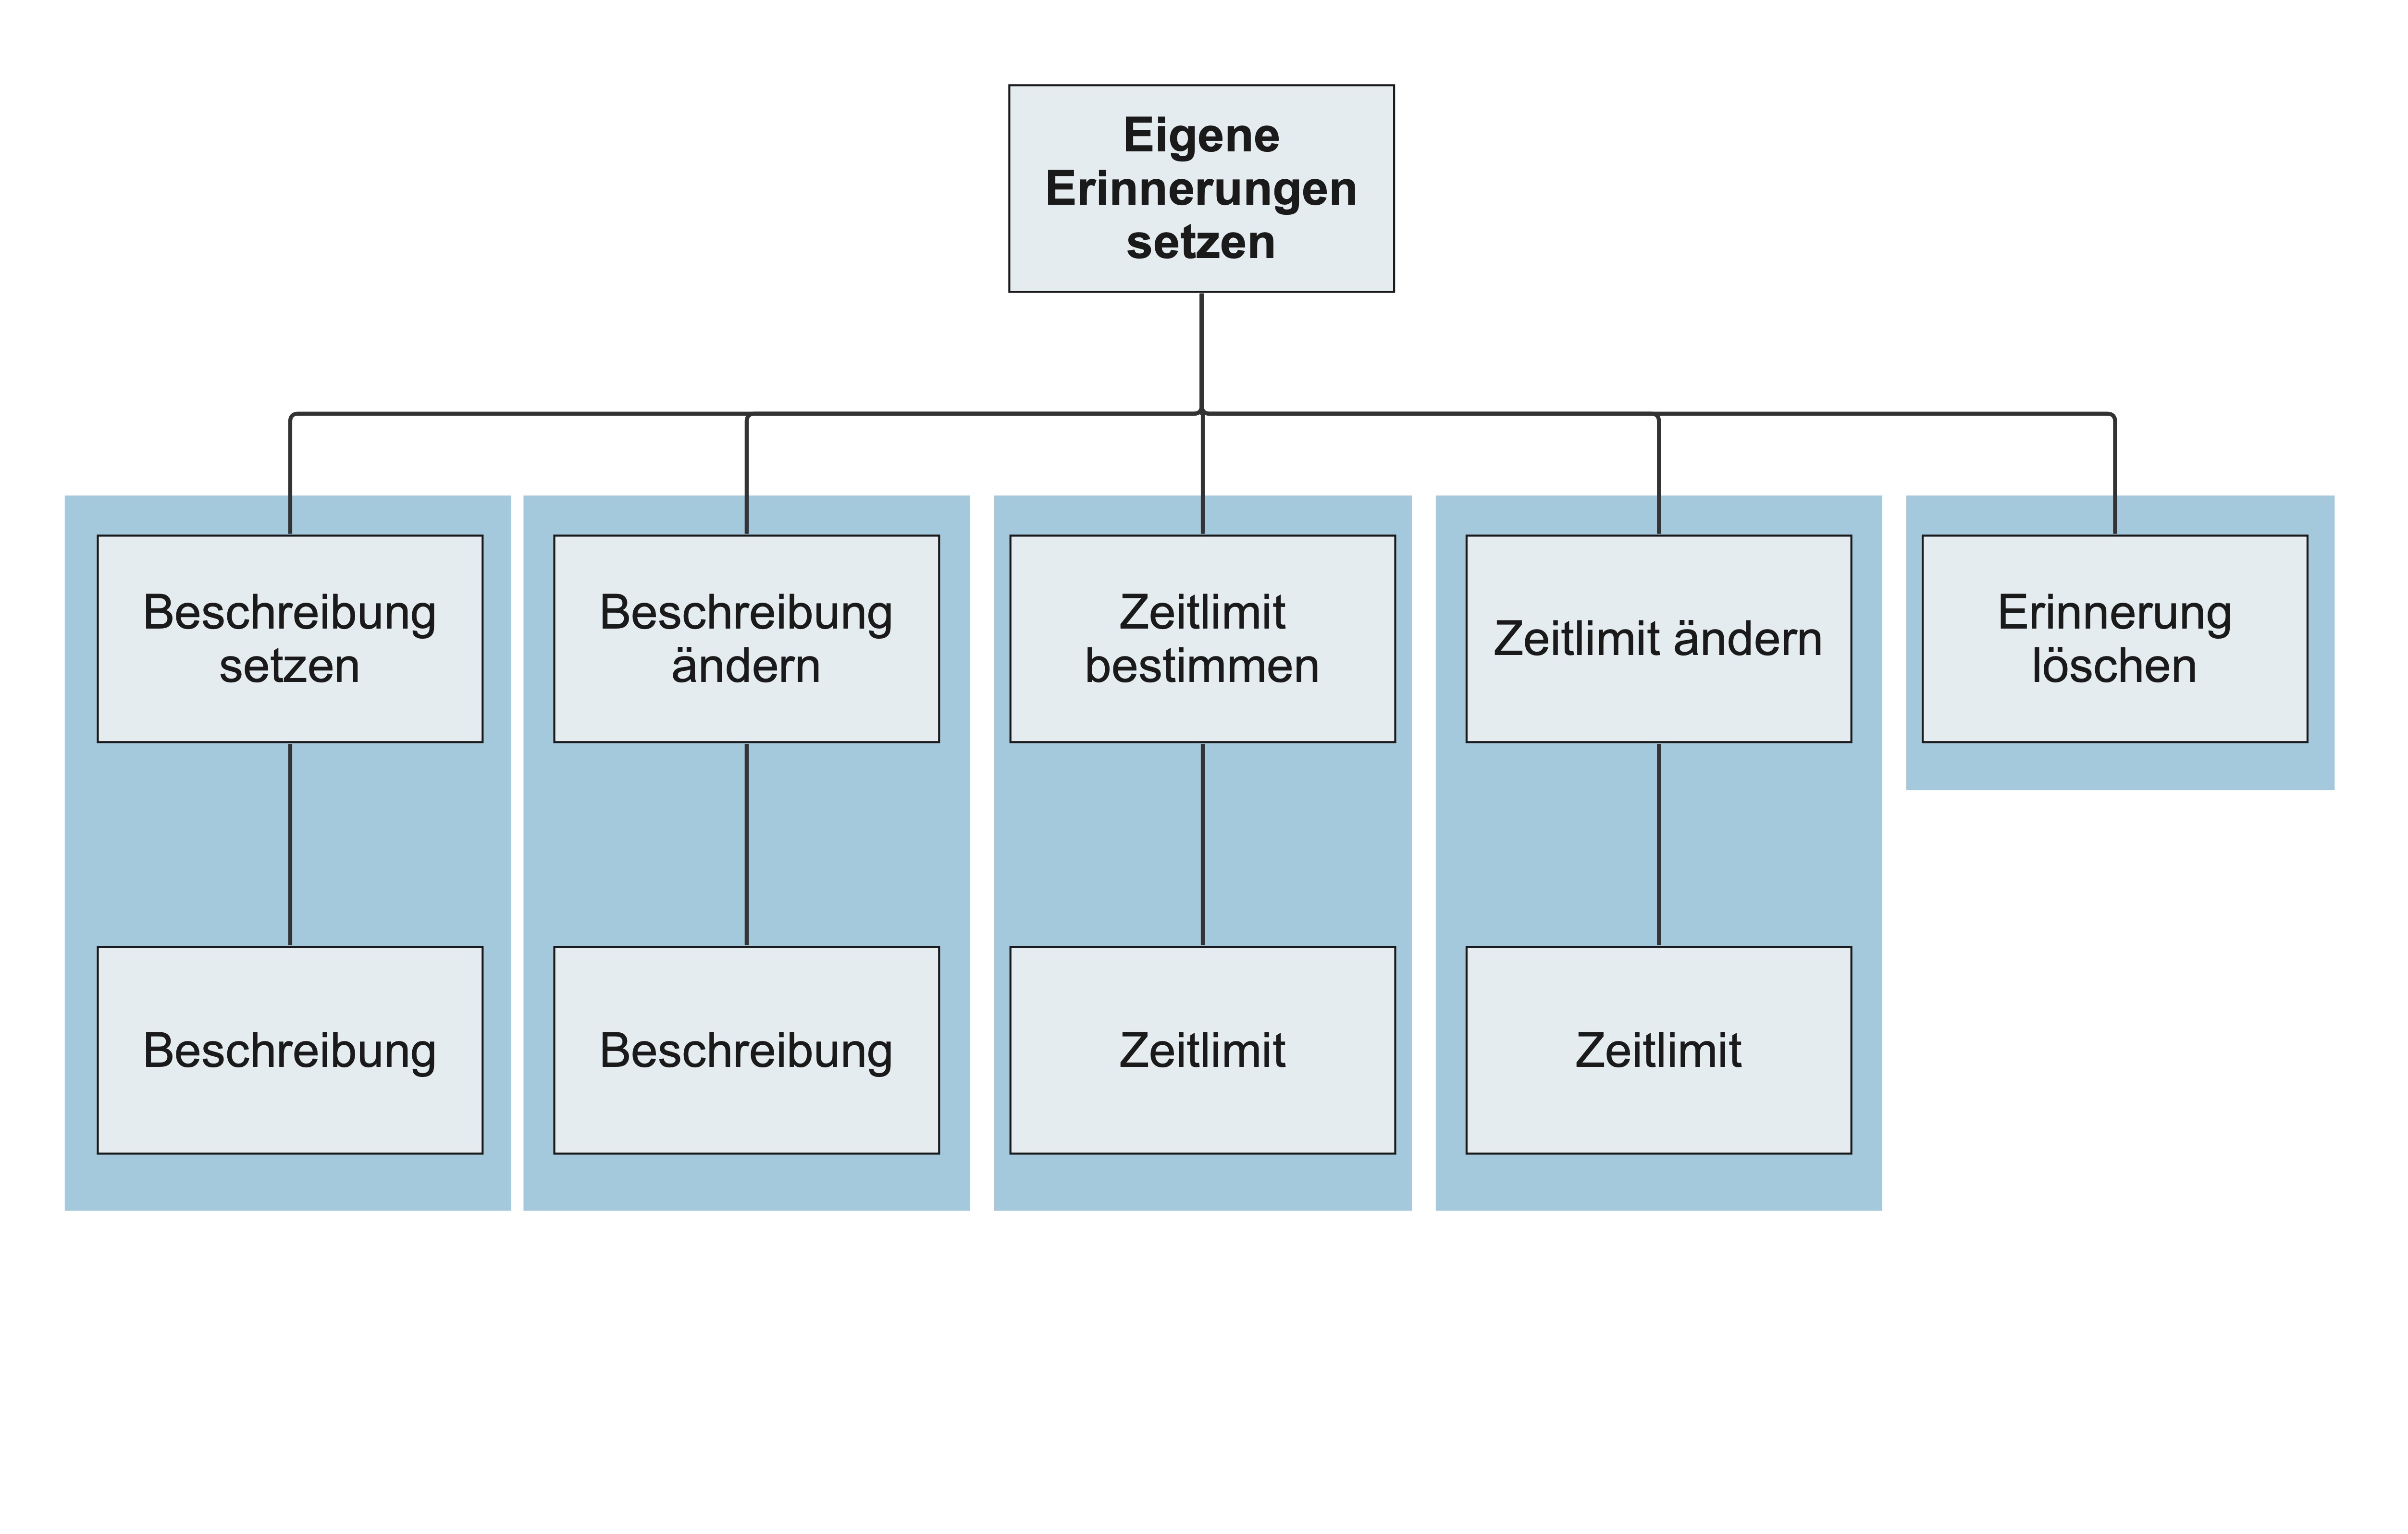 Eigene
Erinnerungen
setzen
Beschreibung
setzen
Beschreibung
ändern
Zeitlimit
bestimmen
Zeitlimit ändern
Erinnerung
löschen
Beschreibung
Beschreibung
Zeitlimit
Zeitlimit